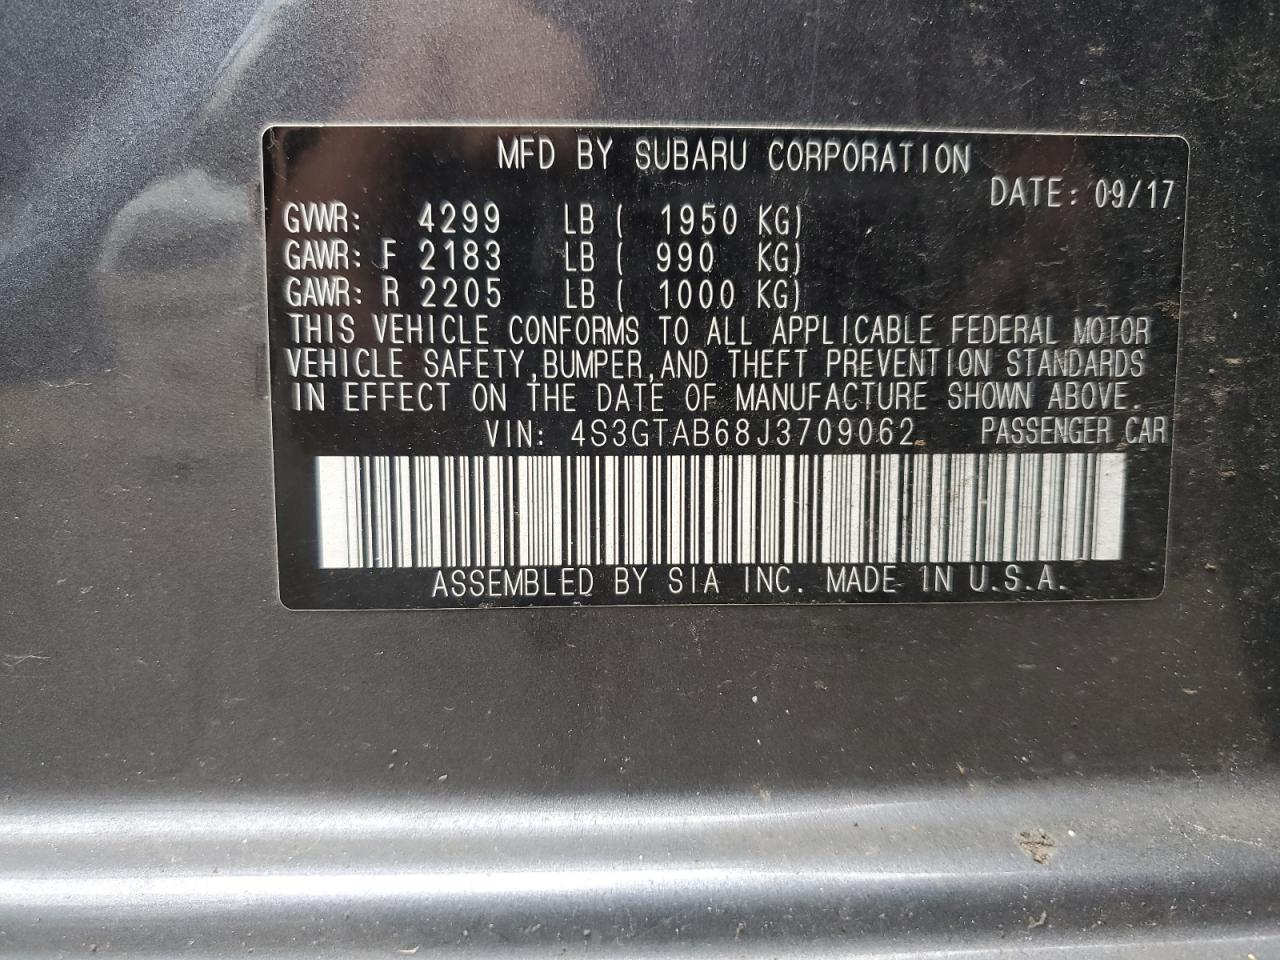 MFD BY SUBARU CORPORATION
DATE: 09/17
GVWR: 4299 LB ( 1950 KG)
GAWR: F 2183 LB ( 990 KG)
GAWR: R 2205 LB ( 1000 KG)
THIS VEHICLE CONFORMS TO ALL APPLICABLE FEDERAL MOTOR
VEHICLE SAFETY,BUMPER,AND THEFT PREVENTION STANDARDS
IN EFFECT ON THE DATE OF MANUFACTURE SHOWN ABOVE.
VIN: 4S3GTAB68J3709062 PASSENGER CAR
ASSEMBLED BY SIA INC. MADE IN U.S.A.